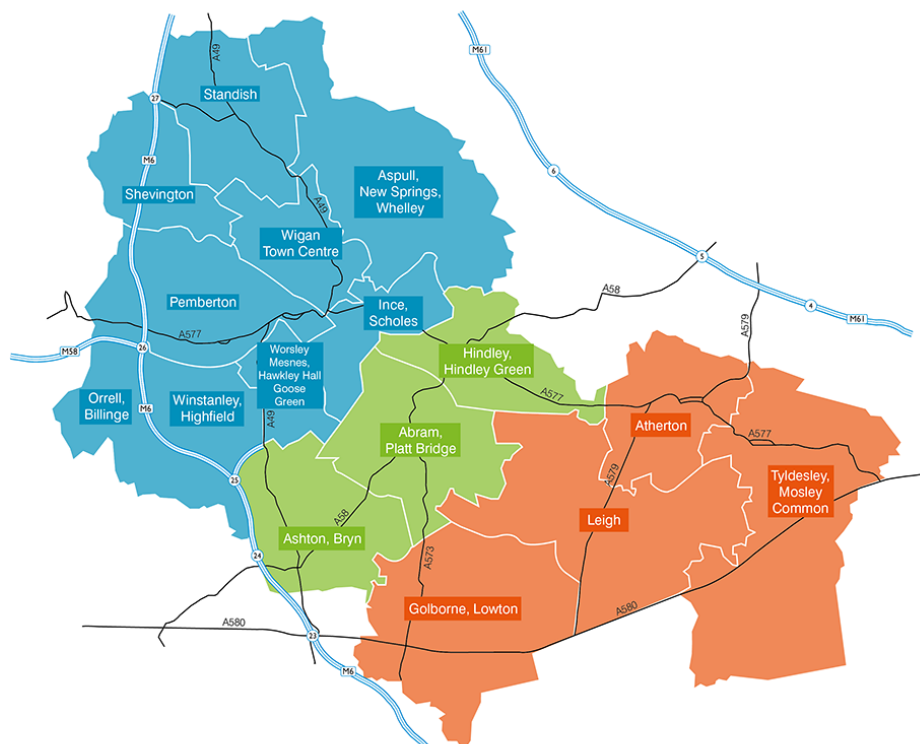 M61
A49
Standish
27
M6
6
Aspull,
New Springs,
Whelley
Shevington
A49
Wigan
Town Centre
5
A58
Pemberton
Ince,
Scholes
4
M61
A579
A577
M58
26
Hindley,
Hindley Green
Worsley
Mesnes,
Hawkley Hall
Goose
Green
Orrell,
Billinge
Winstanley,
Highfield
A577
M6
A49
Abram,
Platt Bridge
Atherton
A577
A579
25
Tyldesley,
Mosley
Common
A58
Leigh
Ashton, Bryn
24
A573
Golborne, Lowton
A580
A580
23
M6